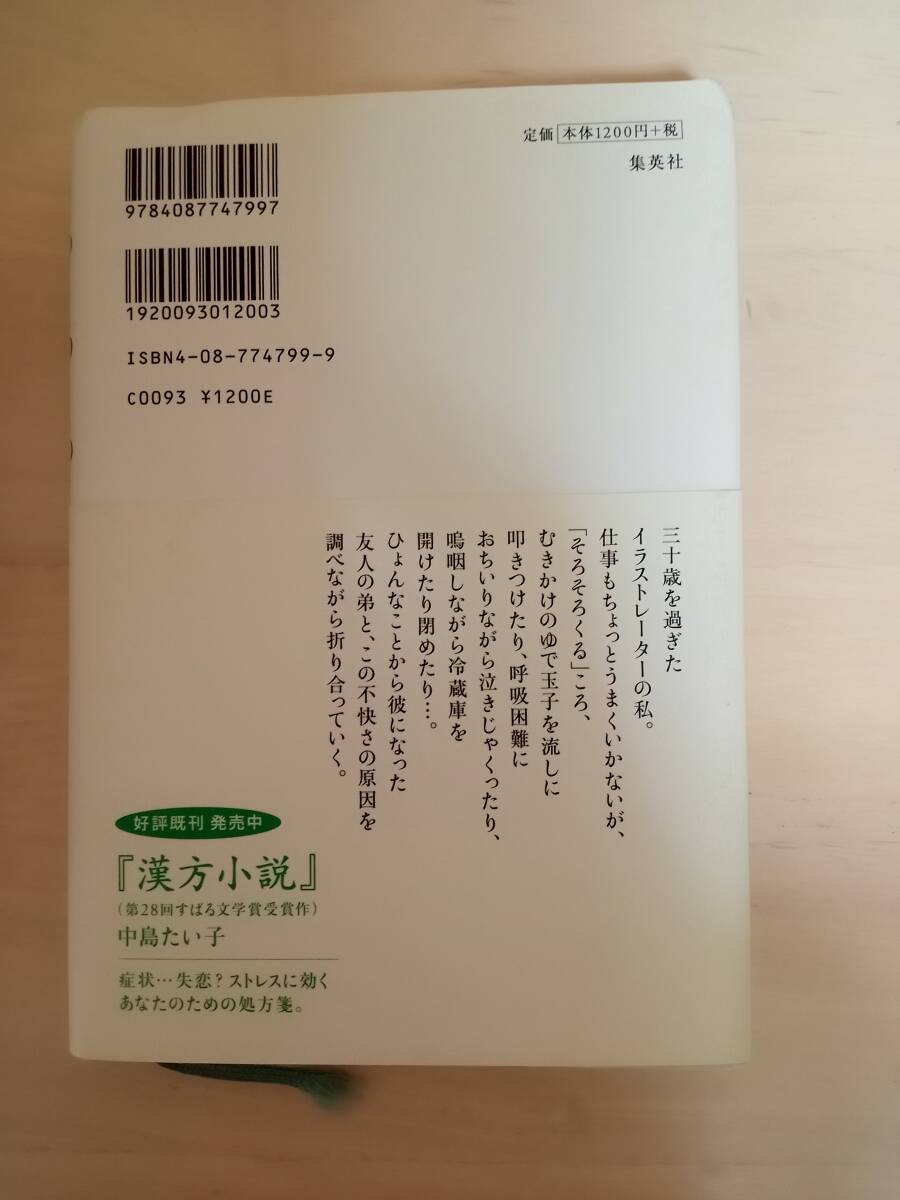 定価 本体1200円+税
集英社
9784087747997
1920093012003
ISBN4-08-774799-9
C0093 ¥1200E
三十歳を過ぎた
イラストレーターの私。
仕事もちょっとうまくいかないが、
「そろそろくる」ころ、
むきかけのゆで玉子を流しに
叩きつけたり、呼吸困難に
おちいりながら泣きじゃくったり、
嗚咽しながら冷蔵庫を
開けたり閉めたり…。
ひょんなことから彼になった
友人の弟と、この不快さの原因を
調べながら折り合っていく。
好評既刊 発売中
『漢方小説』
(第28回すばる文学賞受賞作)
中島たい子
症状…失恋?ストレスに効く
あなたのための処方箋。